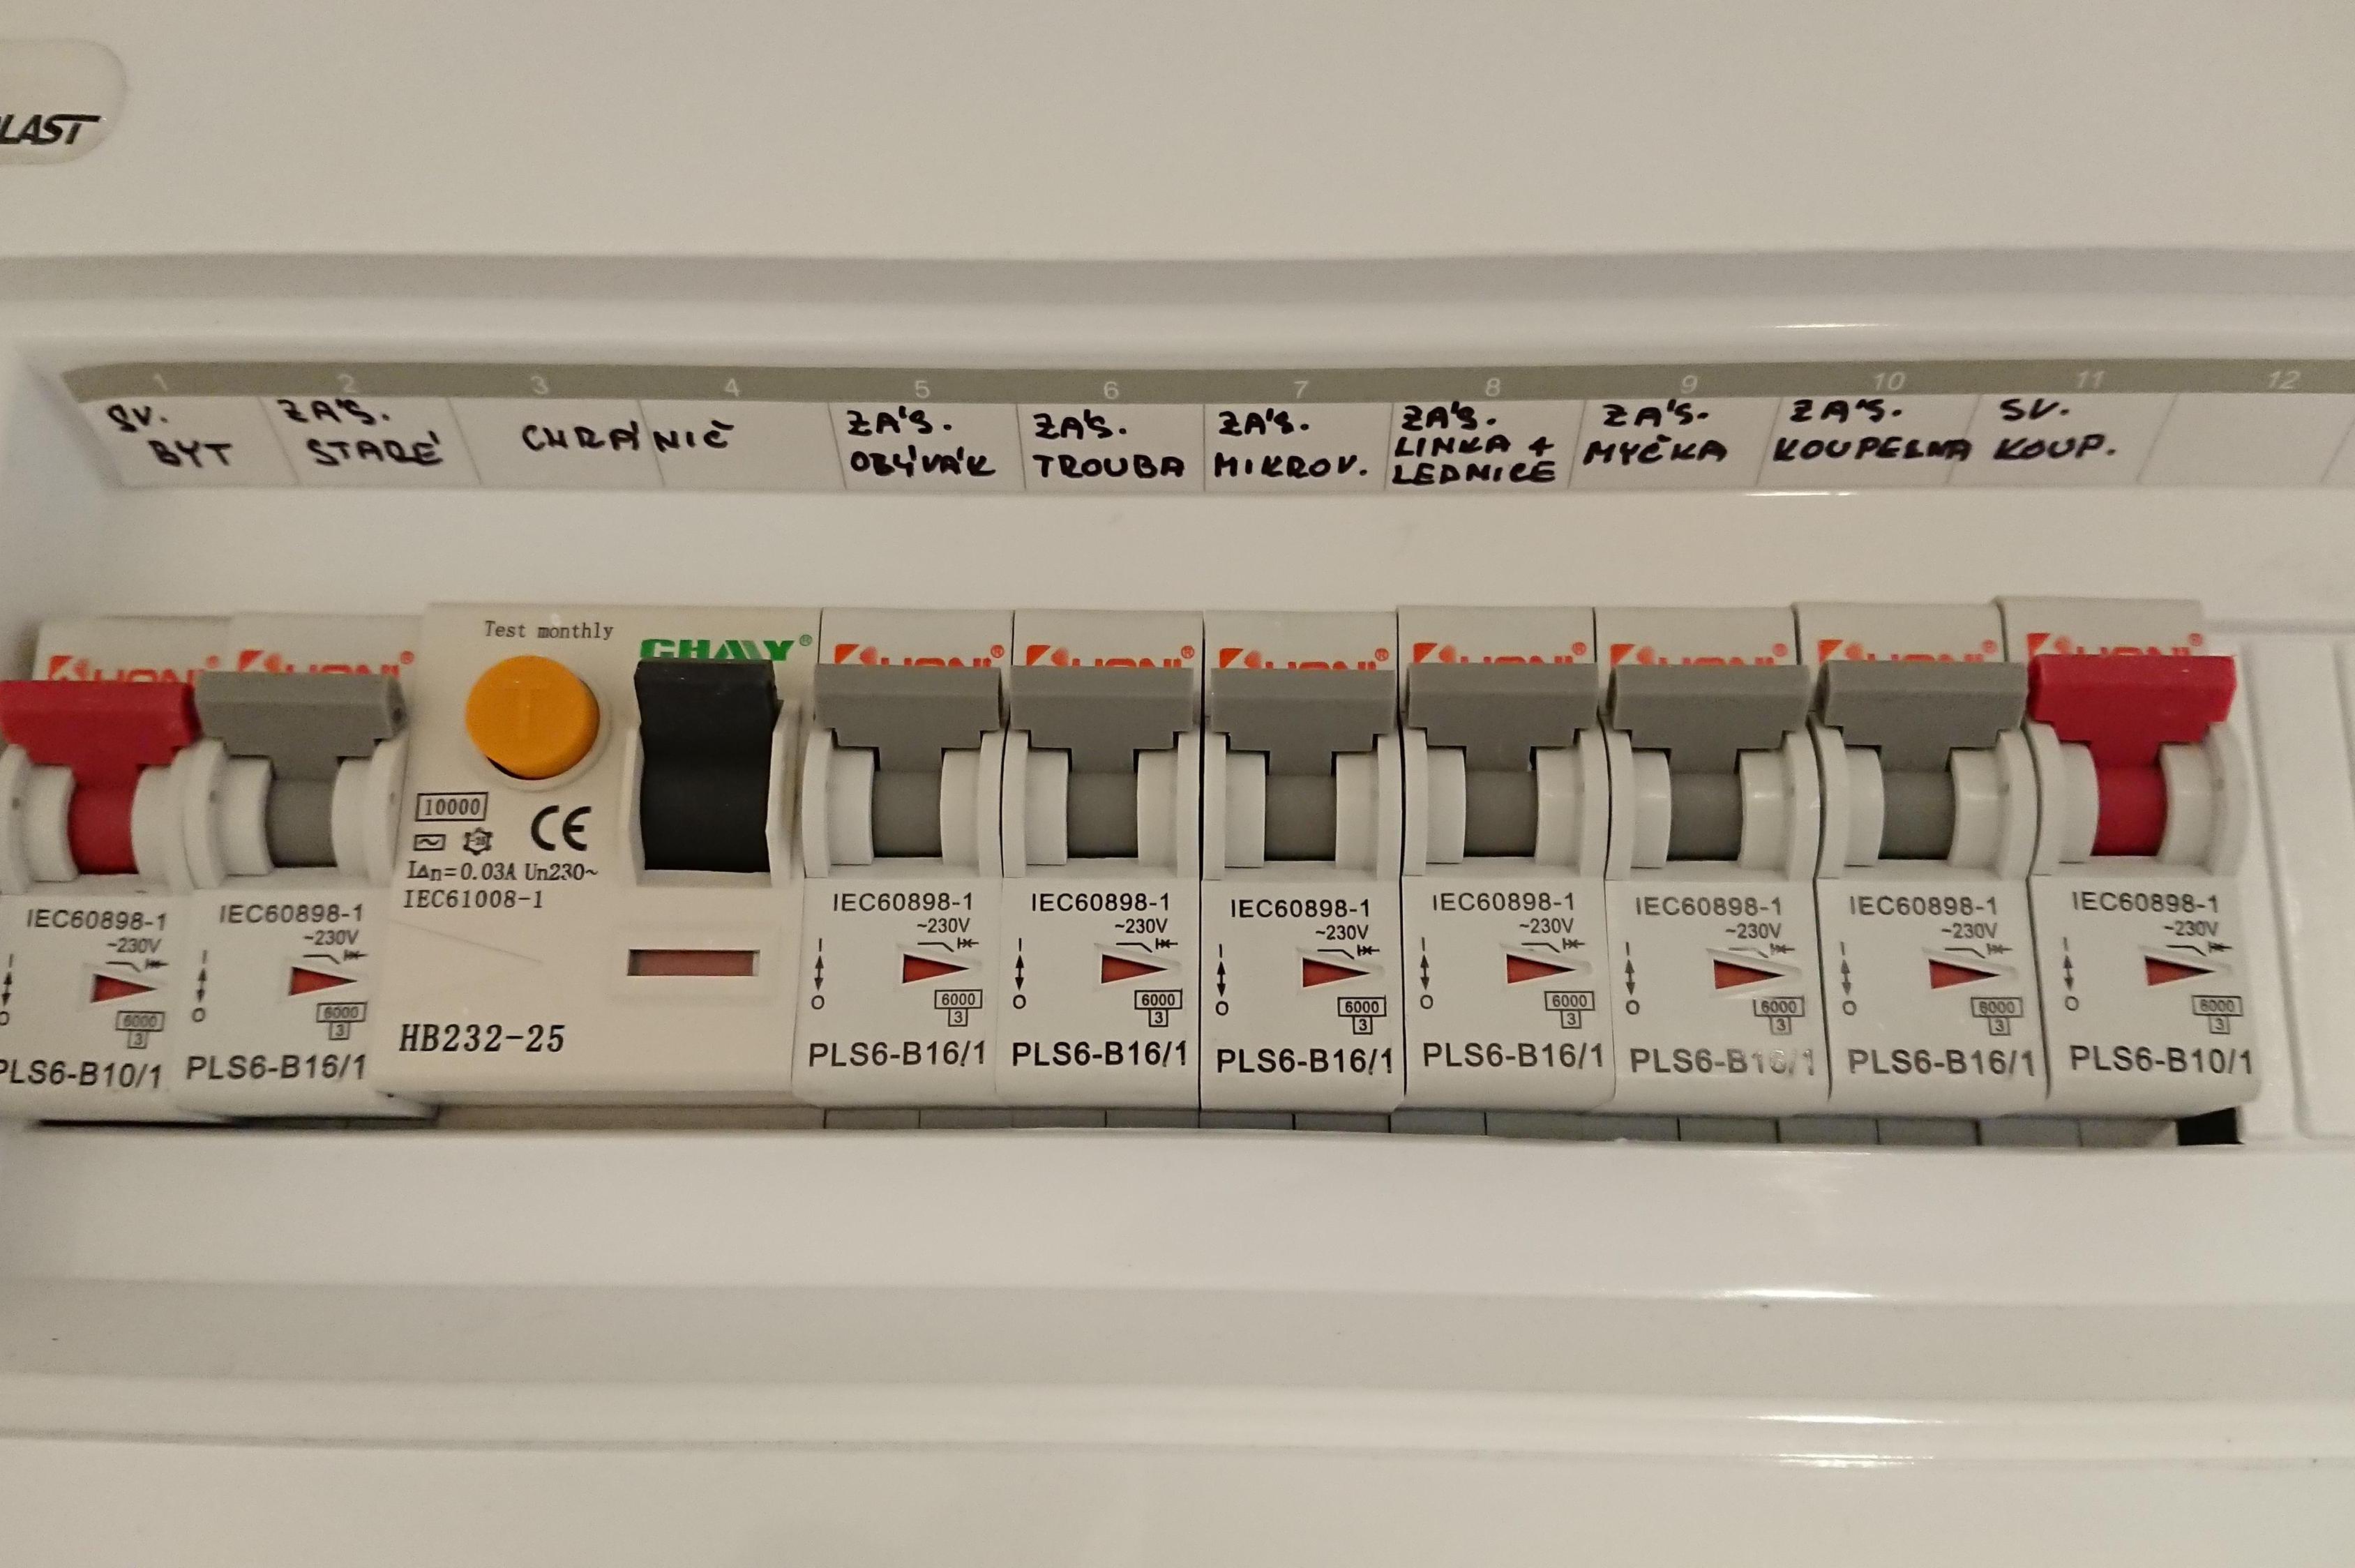 LAST
1 2 3 4 5 6 7 8 9 10 11 12
SV.
BYT
ZÁS.
STARÉ
CHRÁNIČ
ZÁS.
OBÝVÁK
ZÁS.
TROUBA
ZÁS.
MIKROV.
ZÁS.
LINKA +
LEDNICE
ZÁS.
MYČKA
ZÁS.
KOUPELNA
SV.
KOUP.
IEC60898-1
~230V
I
O
6000
3
PLS6-B10/1
IEC60898-1
~230V
I
O
6000
3
PLS6-B16/1
Test monthly
T
10000
CE
IΔn=0.03A Un230~
IEC61008-1
HB232-25
IEC60898-1
~230V
I
O
6000
3
PLS6-B16/1
IEC60898-1
~230V
I
O
6000
3
PLS6-B16/1
IEC60898-1
~230V
I
O
6000
3
PLS6-B16/1
IEC60898-1
~230V
I
O
6000
3
PLS6-B16/1
IEC60898-1
~230V
I
O
6000
3
PLS6-B16/1
IEC60898-1
~230V
I
O
6000
3
PLS6-B16/1
IEC60898-1
~230V
I
O
6000
3
PLS6-B10/1